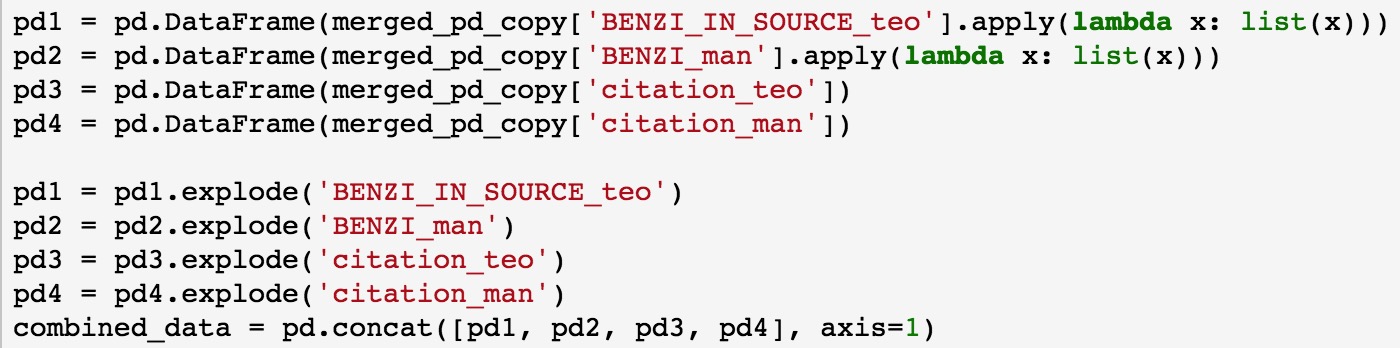 pd1 = pd.DataFrame(merged_pd_copy['BENZI_IN_SOURCE_teo'].apply(lambda x: list(x)))
pd2 = pd.DataFrame(merged_pd_copy['BENZI_man'].apply(lambda x: list(x)))
pd3 = pd.DataFrame(merged_pd_copy['citation_teo'])
pd4 = pd.DataFrame(merged_pd_copy['citation_man'])

pd1 = pd1.explode('BENZI_IN_SOURCE_teo')
pd2 = pd2.explode('BENZI_man')
pd3 = pd3.explode('citation_teo')
pd4 = pd4.explode('citation_man')
combined_data = pd.concat([pd1, pd2, pd3, pd4], axis=1)